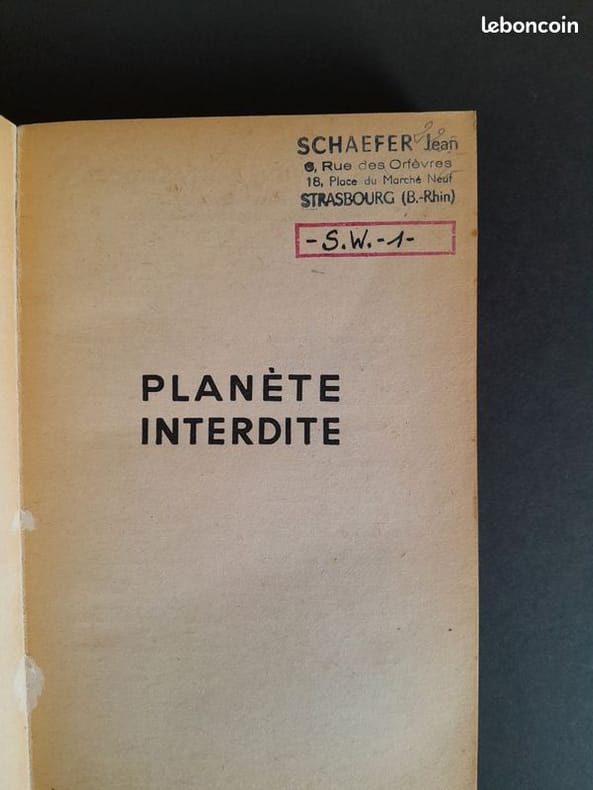 leboncoin
SCHAEFER Jean
6, Rue des Orfèvres
18, Place du Marché Neuf
STRASBOURG (B.-Rhin)
- S.W. -1-
PLANÈTE
INTERDITE